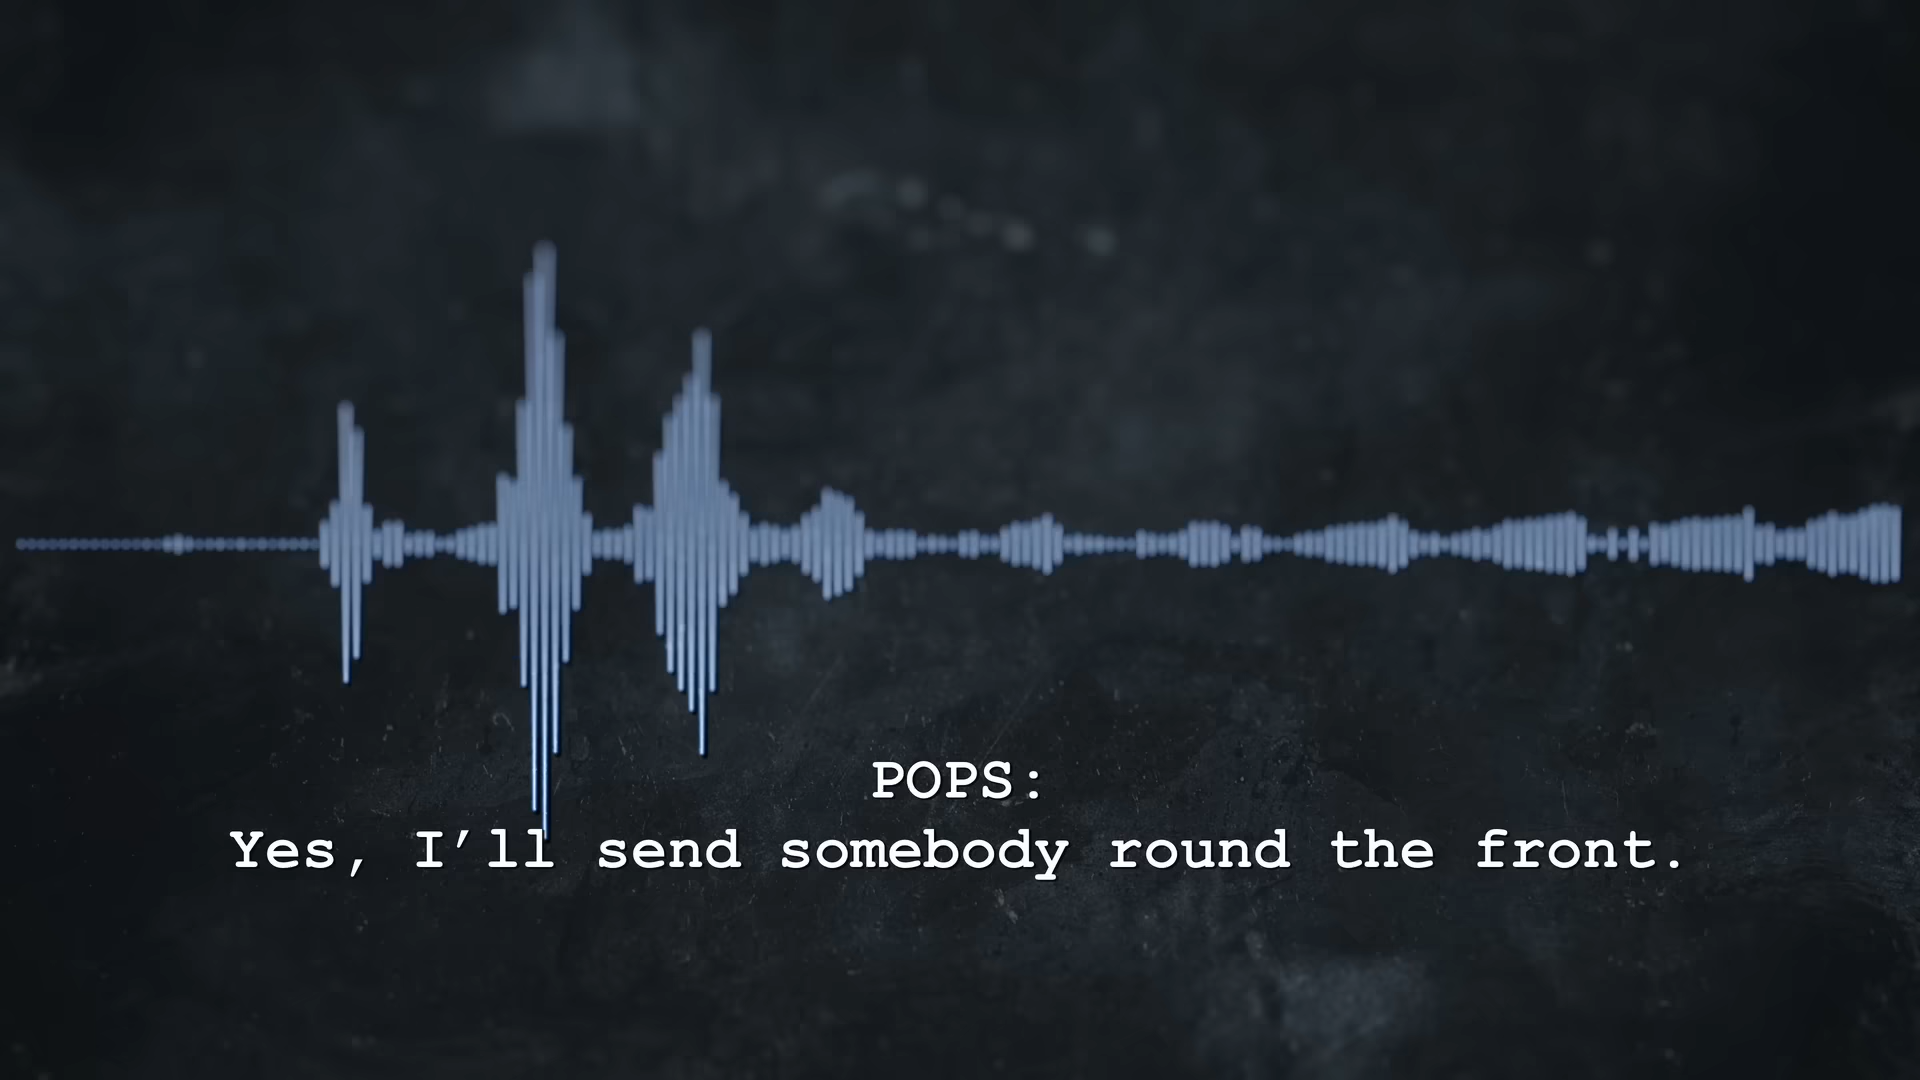 POPS:
Yes, I’ll send somebody round the front.